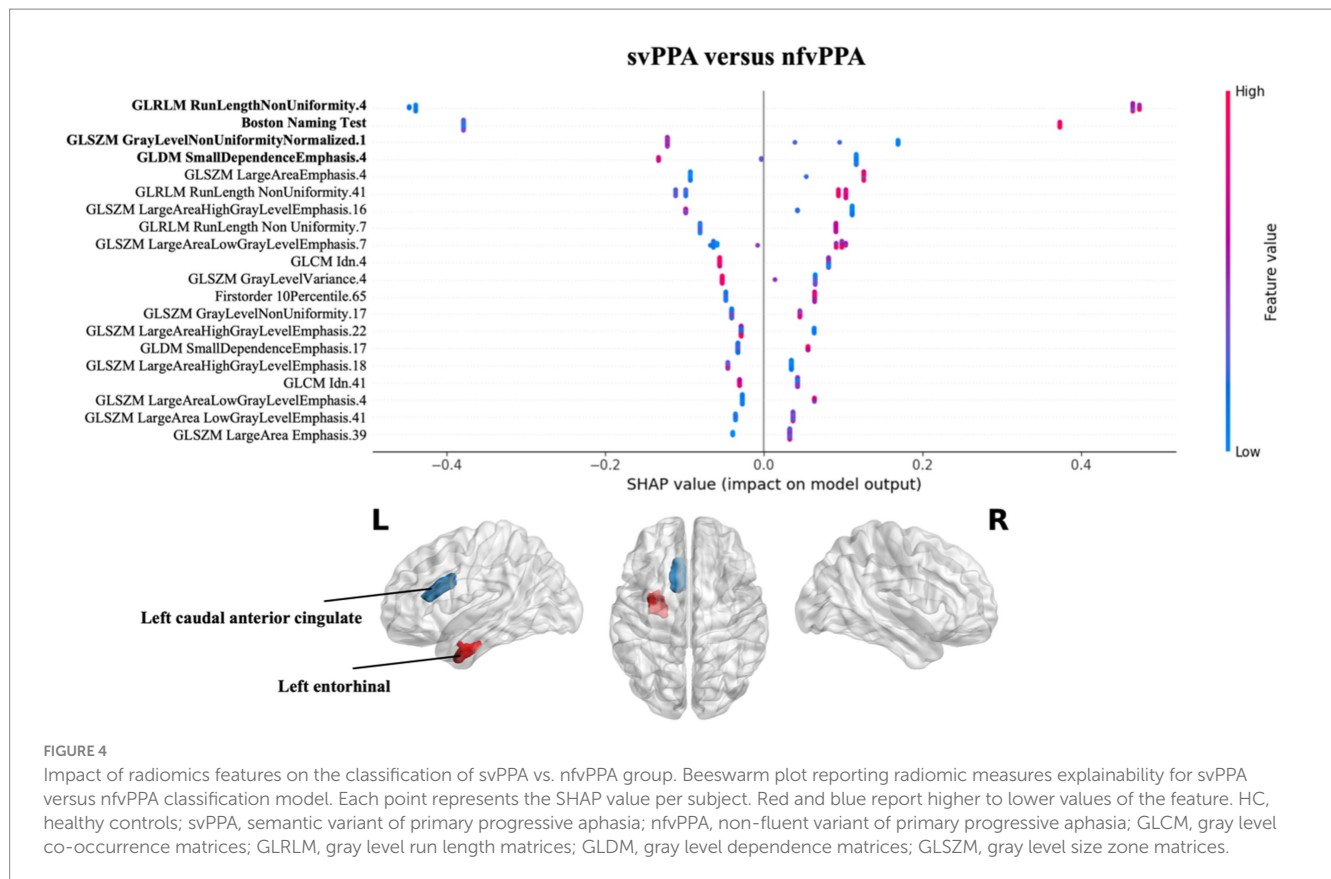 svPPA versus nfvPPA
GLRLM RunLengthNonUniformity.4
Boston Naming Test
GLSZM GrayLevelNonUniformityNormalized.1
GLDM SmallDependenceEmphasis.4
GLSZM LargeAreaEmphasis.4
GLRLM RunLength NonUniformity.41
GLSZM LargeAreaHighGrayLevelEmphasis.16
GLRLM RunLength Non Uniformity.7
GLSZM LargeAreaLowGrayLevelEmphasis.7
GLCM Idn.4
GLSZM GrayLevelVariance.4
Firstorder 10Percentile.65
GLSZM GrayLevelNonUniformity.17
GLSZM LargeAreaHighGrayLevelEmphasis.22
GLDM SmallDependenceEmphasis.17
GLSZM LargeAreaHighGrayLevelEmphasis.18
GLCM Idn.41
GLSZM LargeAreaLowGrayLevelEmphasis.4
GLSZM LargeArea LowGrayLevelEmphasis.41
GLSZM LargeArea Emphasis.39
High
Feature value
Low
−0.4 −0.2 0.0 0.2 0.4
SHAP value (impact on model output)
L R
Left caudal anterior cingulate
Left entorhinal
FIGURE 4
Impact of radiomics features on the classification of svPPA vs. nfvPPA group. Beeswarm plot reporting radiomic measures explainability for svPPA
versus nfvPPA classification model. Each point represents the SHAP value per subject. Red and blue report higher to lower values of the feature. HC,
healthy controls; svPPA, semantic variant of primary progressive aphasia; nfvPPA, non-fluent variant of primary progressive aphasia; GLCM, gray level
co-occurrence matrices; GLRLM, gray level run length matrices; GLDM, gray level dependence matrices; GLSZM, gray level size zone matrices.